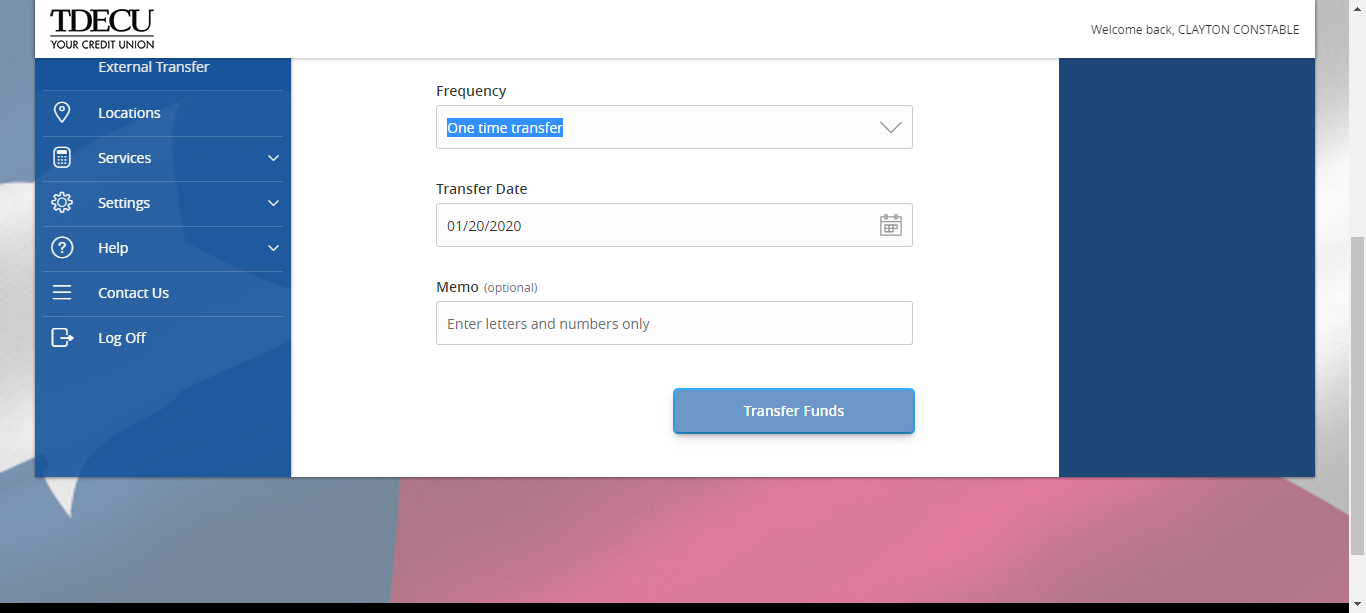 TDECU
YOUR CREDIT UNION
Welcome back, CLAYTON CONSTABLE
External Transfer
Locations
Services
Settings
Help
Contact Us
Log Off
Frequency
One time transfer
Transfer Date
01/20/2020
Memo (optional)
Enter letters and numbers only
Transfer Funds